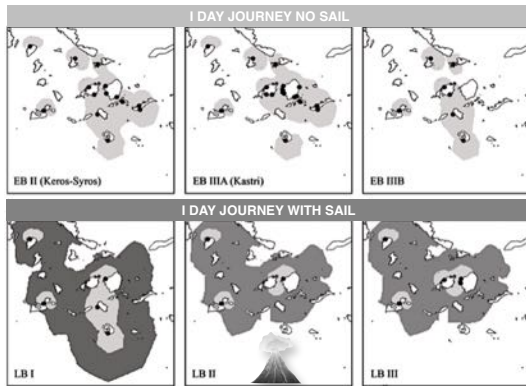 I DAY JOURNEY NO SAIL
EB II (Keros-Syros)
EB IIIA (Kastri)
EB IIIB
I DAY JOURNEY WITH SAIL
LB I
LB II
LB III